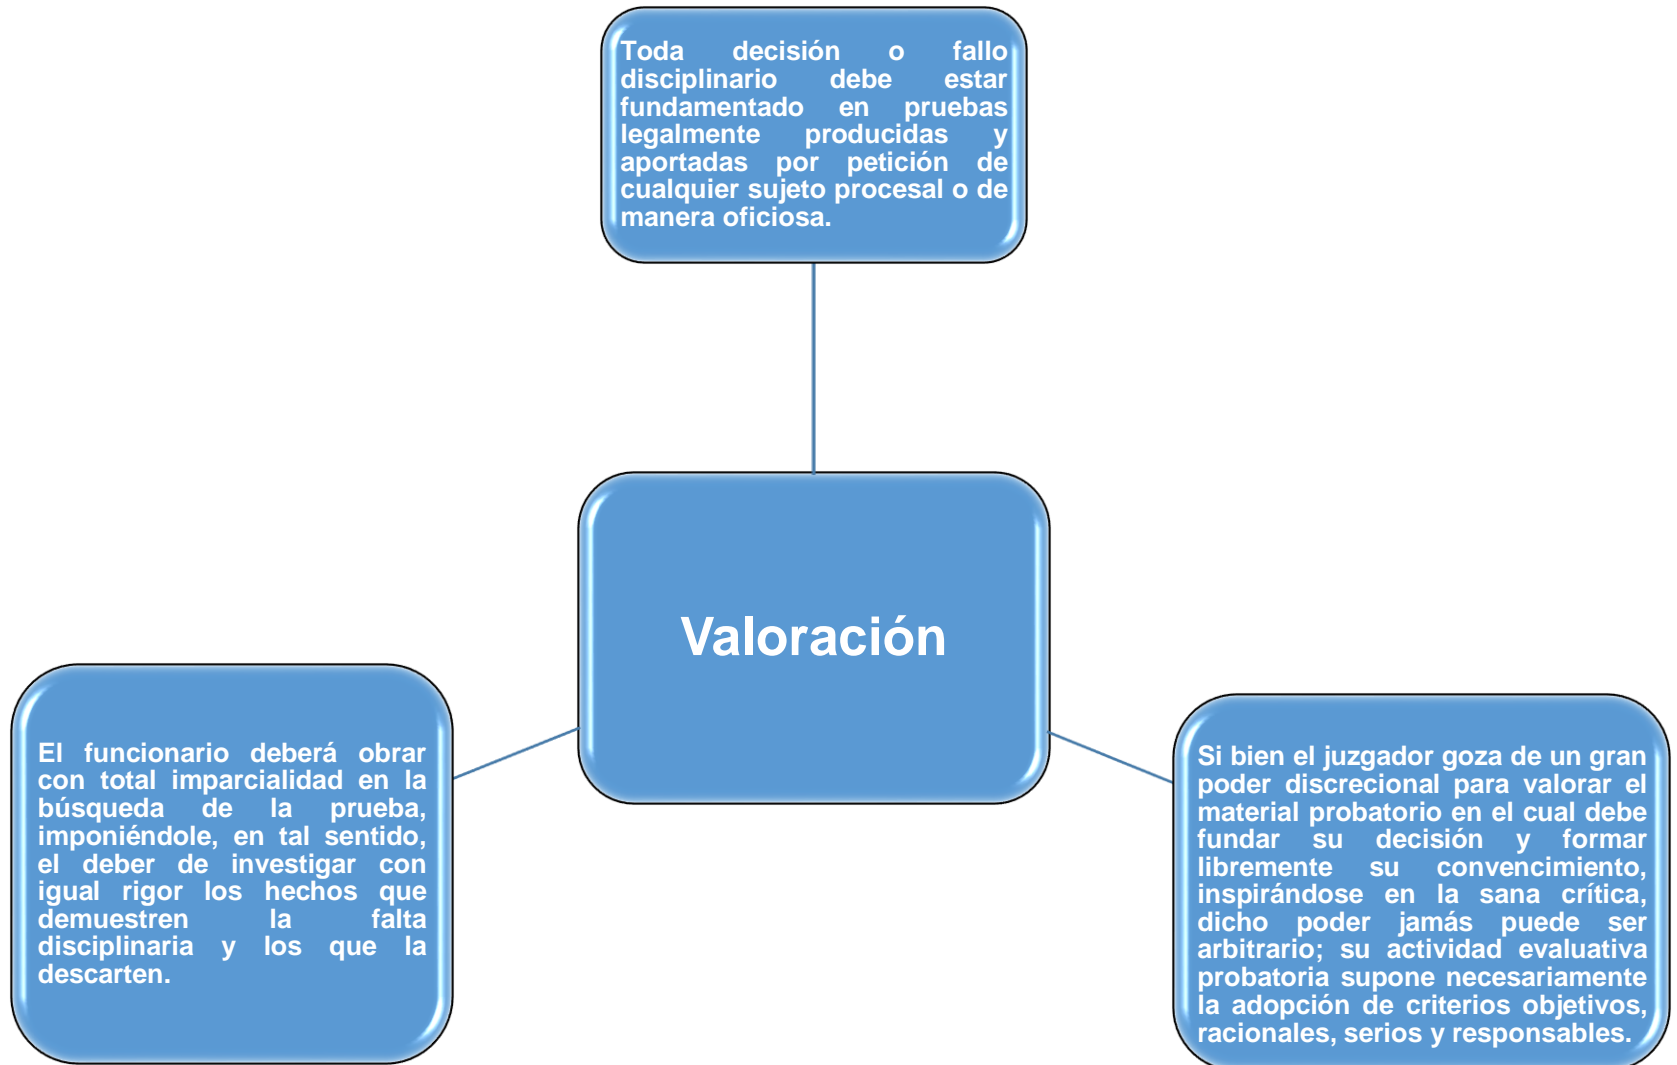 Toda decisión o fallo
disciplinario debe estar
fundamentado en pruebas
legalmente producidas y
aportadas por petición de
cualquier sujeto procesal o de
manera oficiosa.
Valoración
El funcionario deberá obrar
con total imparcialidad en la
búsqueda de la prueba,
imponiéndole, en tal sentido,
el deber de investigar con
igual rigor los hechos que
demuestren la falta
disciplinaria y los que la
descarten.
Si bien el juzgador goza de un gran
poder discrecional para valorar el
material probatorio en el cual debe
fundar su decisión y formar
libremente su convencimiento,
inspirándose en la sana crítica,
dicho poder jamás puede ser
arbitrario; su actividad evaluativa
probatoria supone necesariamente
la adopción de criterios objetivos,
racionales, serios y responsables.